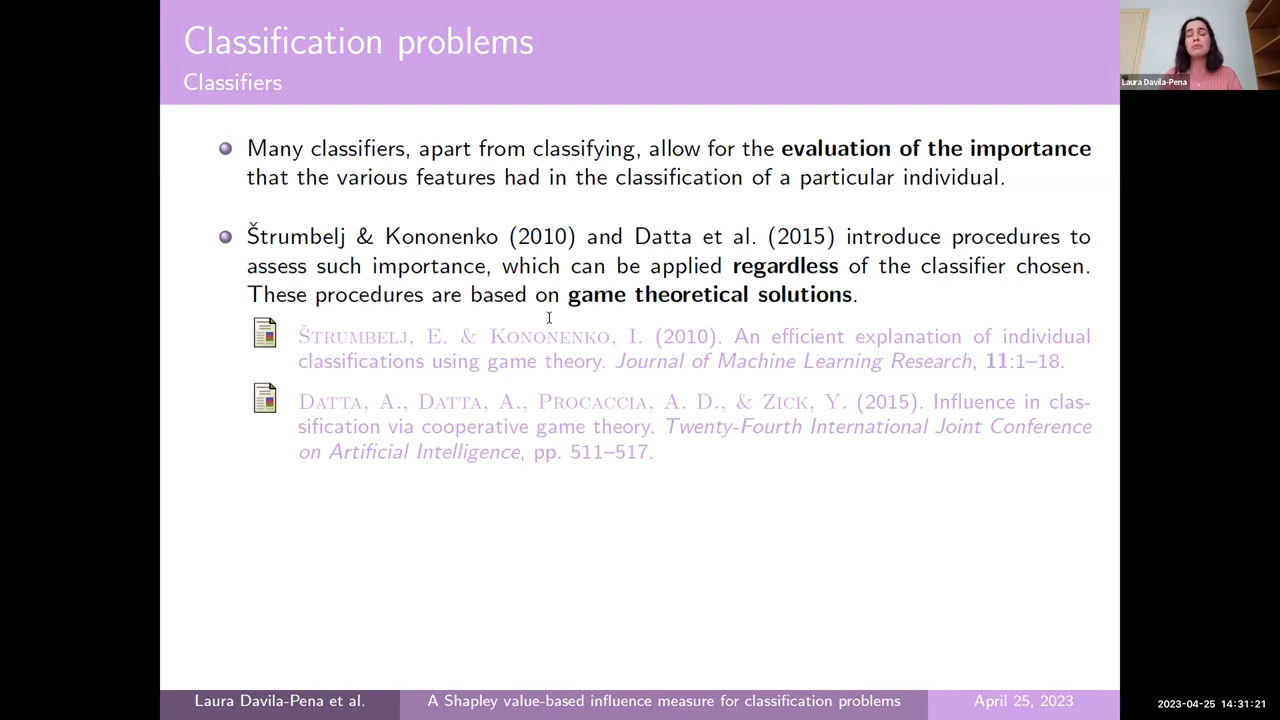 Classification problems
Classifiers
Laura Davila-Pena
Many classifiers, apart from classifying, allow for the evaluation of the importance
that the various features had in the classification of a particular individual.
Štrumbelj & Kononenko (2010) and Datta et al. (2015) introduce procedures to
assess such importance, which can be applied regardless of the classifier chosen.
These procedures are based on game theoretical solutions.
Štrumbelj, E. & Kononenko, I. (2010). An efficient explanation of individual
classifications using game theory. Journal of Machine Learning Research, 11:1–18.
Datta, A., Datta, A., Procaccia, A. D., & Zick, Y. (2015). Influence in clas-
sification via cooperative game theory. Twenty-Fourth International Joint Conference
on Artificial Intelligence, pp. 511–517.
Laura Davila-Pena et al.
A Shapley value-based influence measure for classification problems
April 25, 2023
2023-04-25 14:31:21